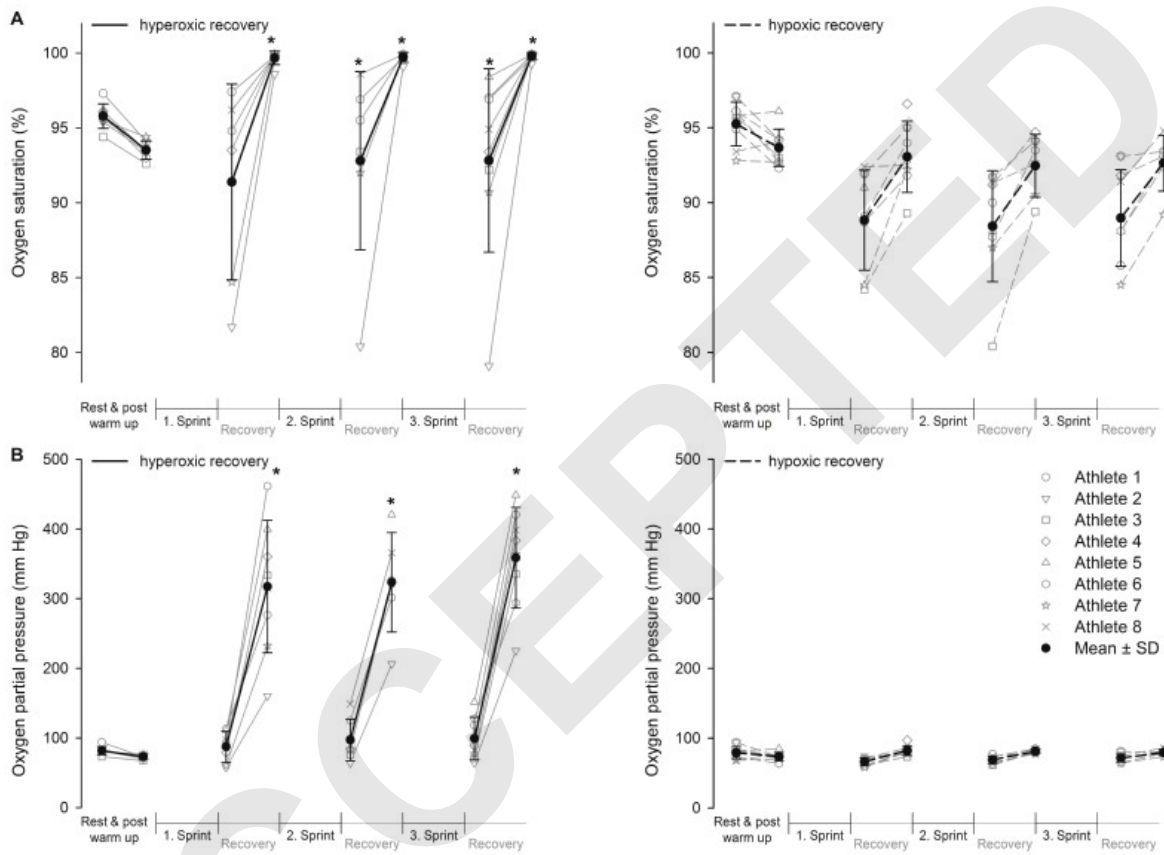 A
hyperoxic recovery
hypoxic recovery
Oxygen saturation (%)
100
95
90
85
80
* * * * *
Oxygen saturation (%)
100
95
90
85
80
Rest & post
warm up
1. Sprint
Recovery
2. Sprint
Recovery
3. Sprint
Recovery
Rest & post
warm up
1. Sprint
Recovery
2. Sprint
Recovery
3. Sprint
Recovery
B
hyperoxic recovery
hypoxic recovery
Oxygen partial pressure (mm Hg)
500
400
300
200
100
0
* * *
Oxygen partial pressure (mm Hg)
500
400
300
200
100
0
Athlete 1
Athlete 2
Athlete 3
Athlete 4
Athlete 5
Athlete 6
Athlete 7
Athlete 8
Mean ± SD
Rest & post
warm up
1. Sprint
Recovery
2. Sprint
Recovery
3. Sprint
Recovery
Rest & post
warm up
1. Sprint
Recovery
2. Sprint
Recovery
3. Sprint
Recovery
CCEPTED